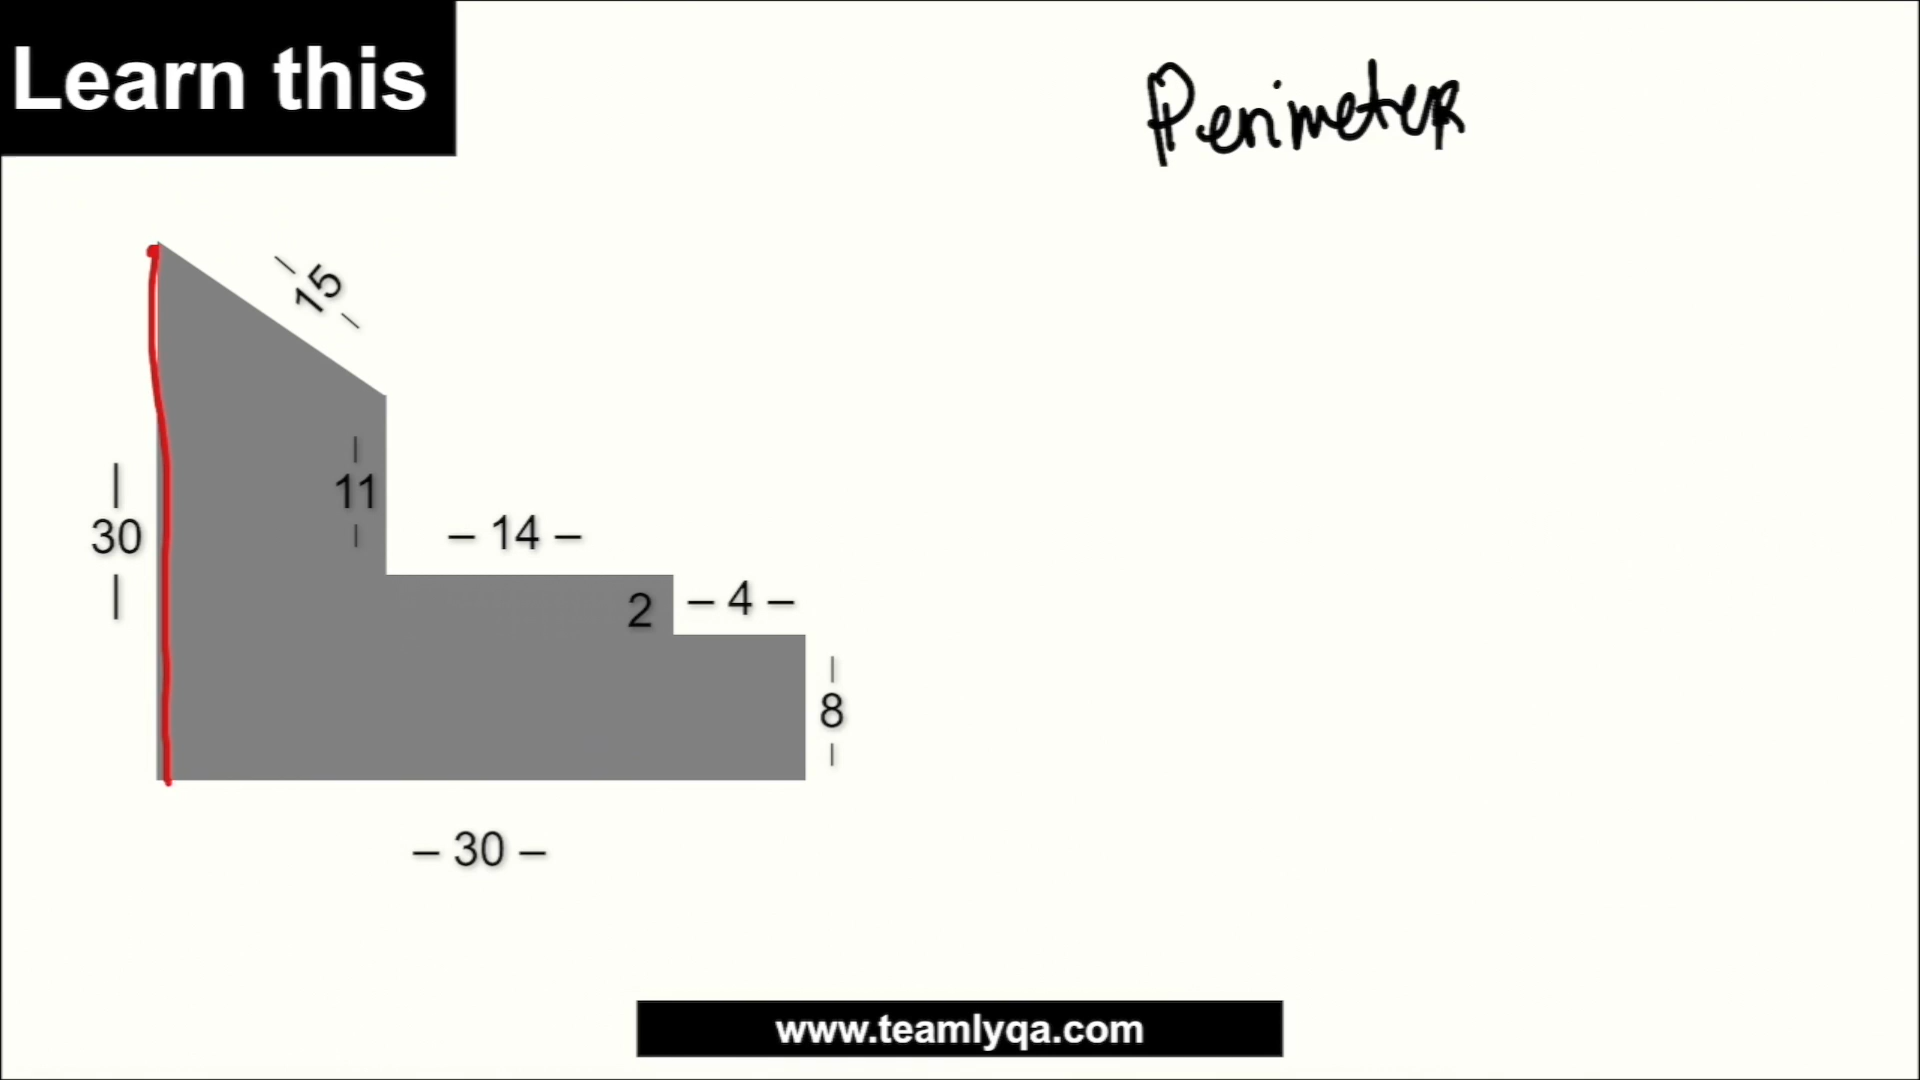 Learn this
Perimeter
– 15 –
– 11 –
– 30 –
– 14 –
2
– 4 –
– 8 –
– 30 –
www.teamlyqa.com